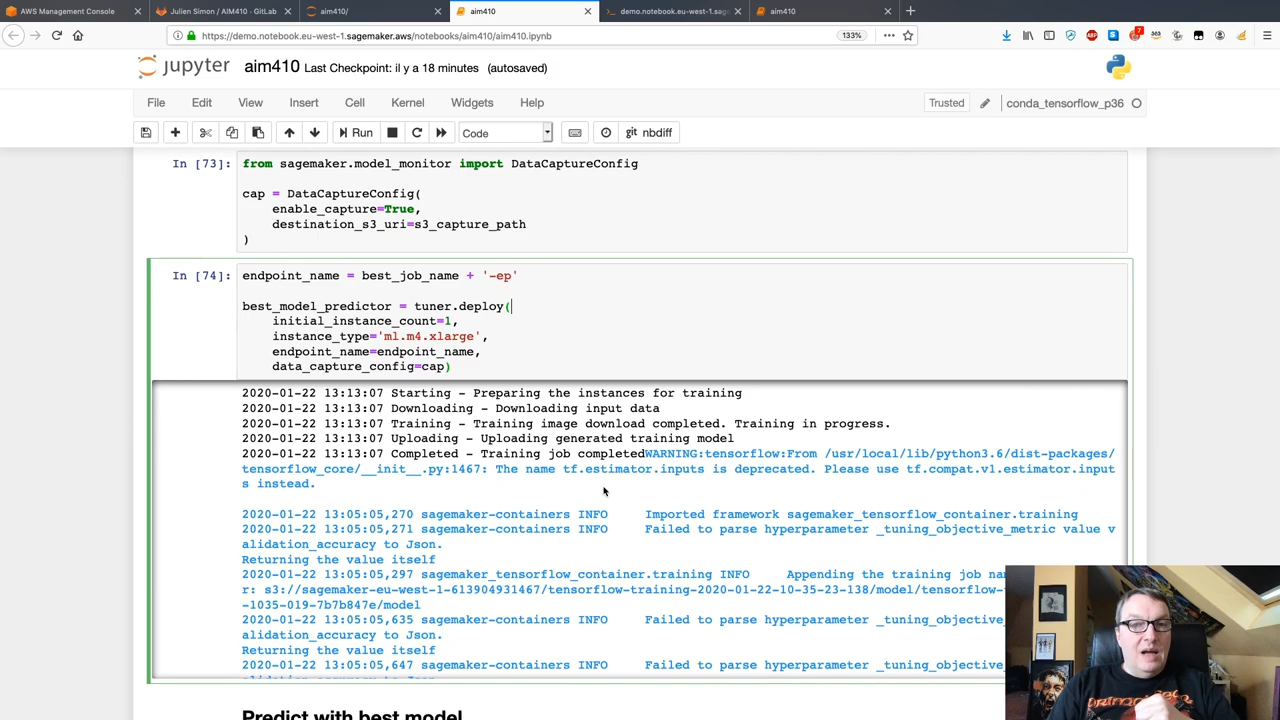 AWS Management Console
Julien Simon / AIM410 · GitLab
aim410/
aim410
demo.notebook.eu-west-1.sage
aim410
https://demo.notebook.eu-west-1.sagemaker.aws/notebooks/aim410/aim410.ipynb
133%
7
jupyter
aim410 Last Checkpoint: il y a 18 minutes (autosaved)
File Edit View Insert Cell Kernel Widgets Help
Trusted
conda_tensorflow_p36
Run
Code
git nbdiff
In [73]: from sagemaker.model_monitor import DataCaptureConfig
cap = DataCaptureConfig(
enable_capture=True,
destination_s3_uri=s3_capture_path
)
In [74]: endpoint_name = best_job_name + '-ep'
best_model_predictor = tuner.deploy(
initial_instance_count=1,
instance_type='ml.m4.xlarge',
endpoint_name=endpoint_name,
data_capture_config=cap)
2020-01-22 13:13:07 Starting - Preparing the instances for training
2020-01-22 13:13:07 Downloading - Downloading input data
2020-01-22 13:13:07 Training - Training image download completed. Training in progress.
2020-01-22 13:13:07 Uploading - Uploading generated training model
2020-01-22 13:13:07 Completed - Training job completedWARNING:tensorflow:From /usr/local/lib/python3.6/dist-packages/
tensorflow_core/__init__.py:1467: The name tf.estimator.inputs is deprecated. Please use tf.compat.v1.estimator.input
s instead.
2020-01-22 13:05:05,270 sagemaker-containers INFO     Imported framework sagemaker_tensorflow_container.training
2020-01-22 13:05:05,271 sagemaker-containers INFO     Failed to parse hyperparameter _tuning_objective_metric value v
alidation_accuracy to Json.
Returning the value itself
2020-01-22 13:05:05,297 sagemaker_tensorflow_container.training INFO     Appending the training job na
r: s3://sagemaker-eu-west-1-613904931467/tensorflow-training-2020-01-22-10-35-23-138/model/tensorflow-
-1035-019-7b7b847e/model
2020-01-22 13:05:05,635 sagemaker-containers INFO     Failed to parse hyperparameter _tuning_objective_
alidation_accuracy to Json.
Returning the value itself
2020-01-22 13:05:05,647 sagemaker-containers INFO     Failed to parse hyperparameter _tuning_objective_
alidation_accuracy to Json.
Predict with best model